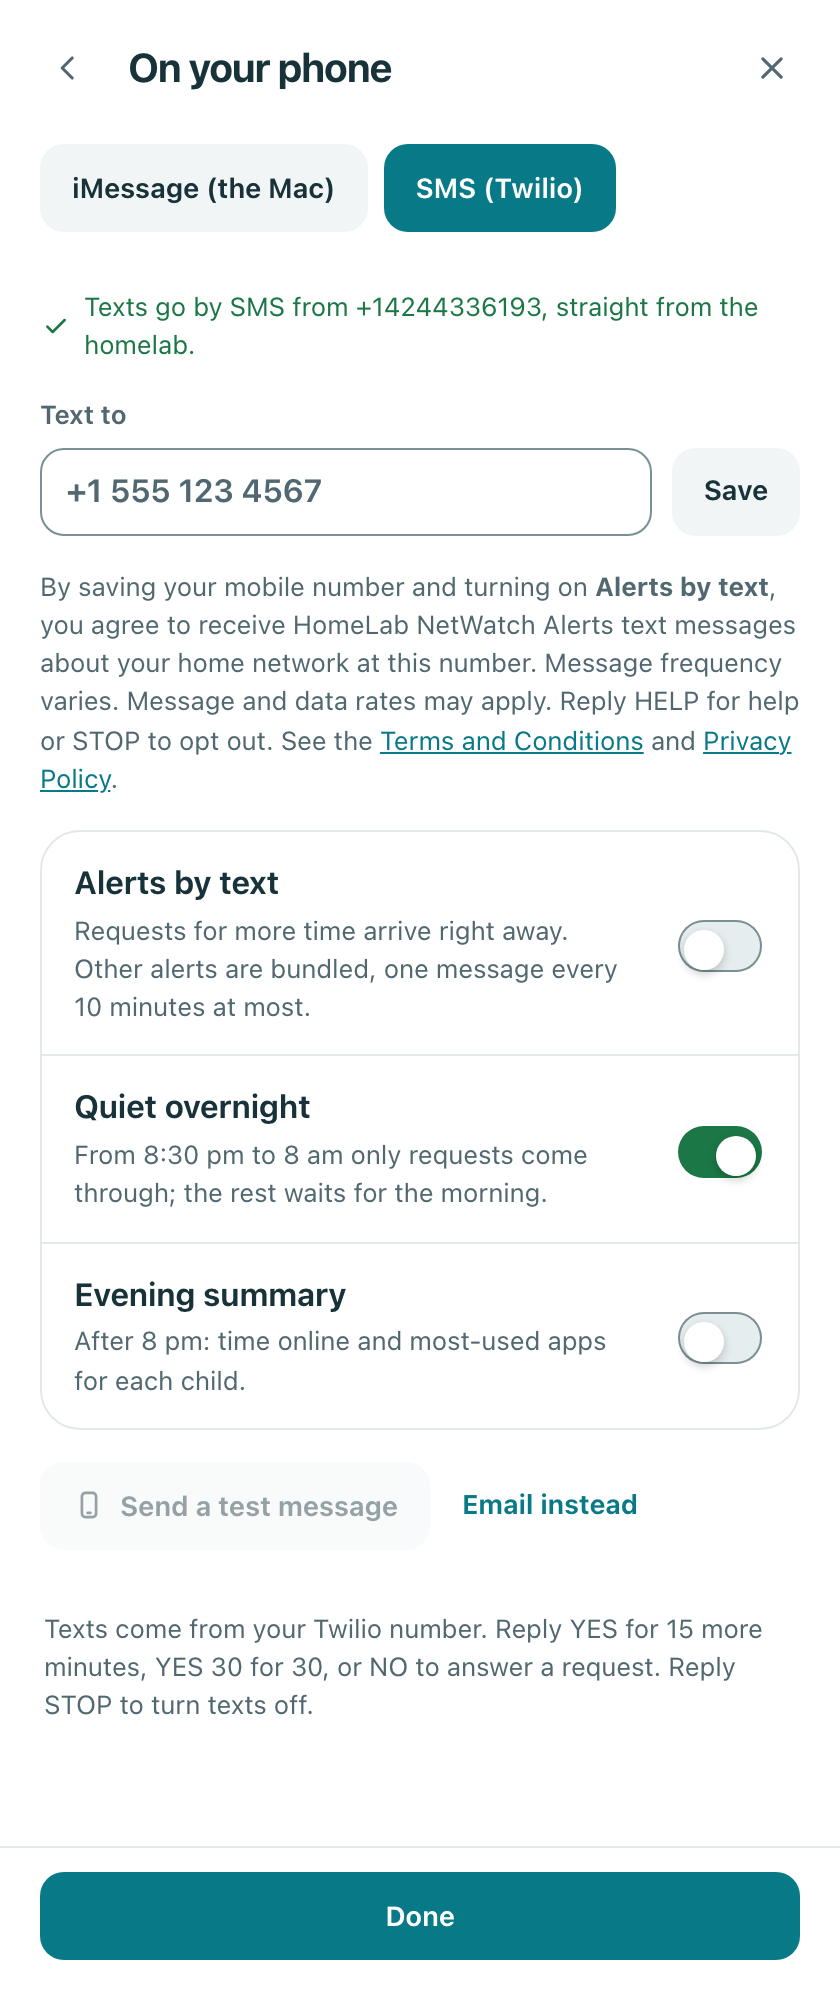 On your phone
iMessage (the Mac)
SMS (Twilio)
Texts go by SMS from +14244336193, straight from the
homelab.
Text to
+1 555 123 4567
Save
By saving your mobile number and turning on Alerts by text,
you agree to receive HomeLab NetWatch Alerts text messages
about your home network at this number. Message frequency
varies. Message and data rates may apply. Reply HELP for help
or STOP to opt out. See the Terms and Conditions and Privacy
Policy.
Alerts by text
Requests for more time arrive right away.
Other alerts are bundled, one message every
10 minutes at most.
Quiet overnight
From 8:30 pm to 8 am only requests come
through; the rest waits for the morning.
Evening summary
After 8 pm: time online and most-used apps
for each child.
Send a test message
Email instead
Texts come from your Twilio number. Reply YES for 15 more
minutes, YES 30 for 30, or NO to answer a request. Reply
STOP to turn texts off.
Done